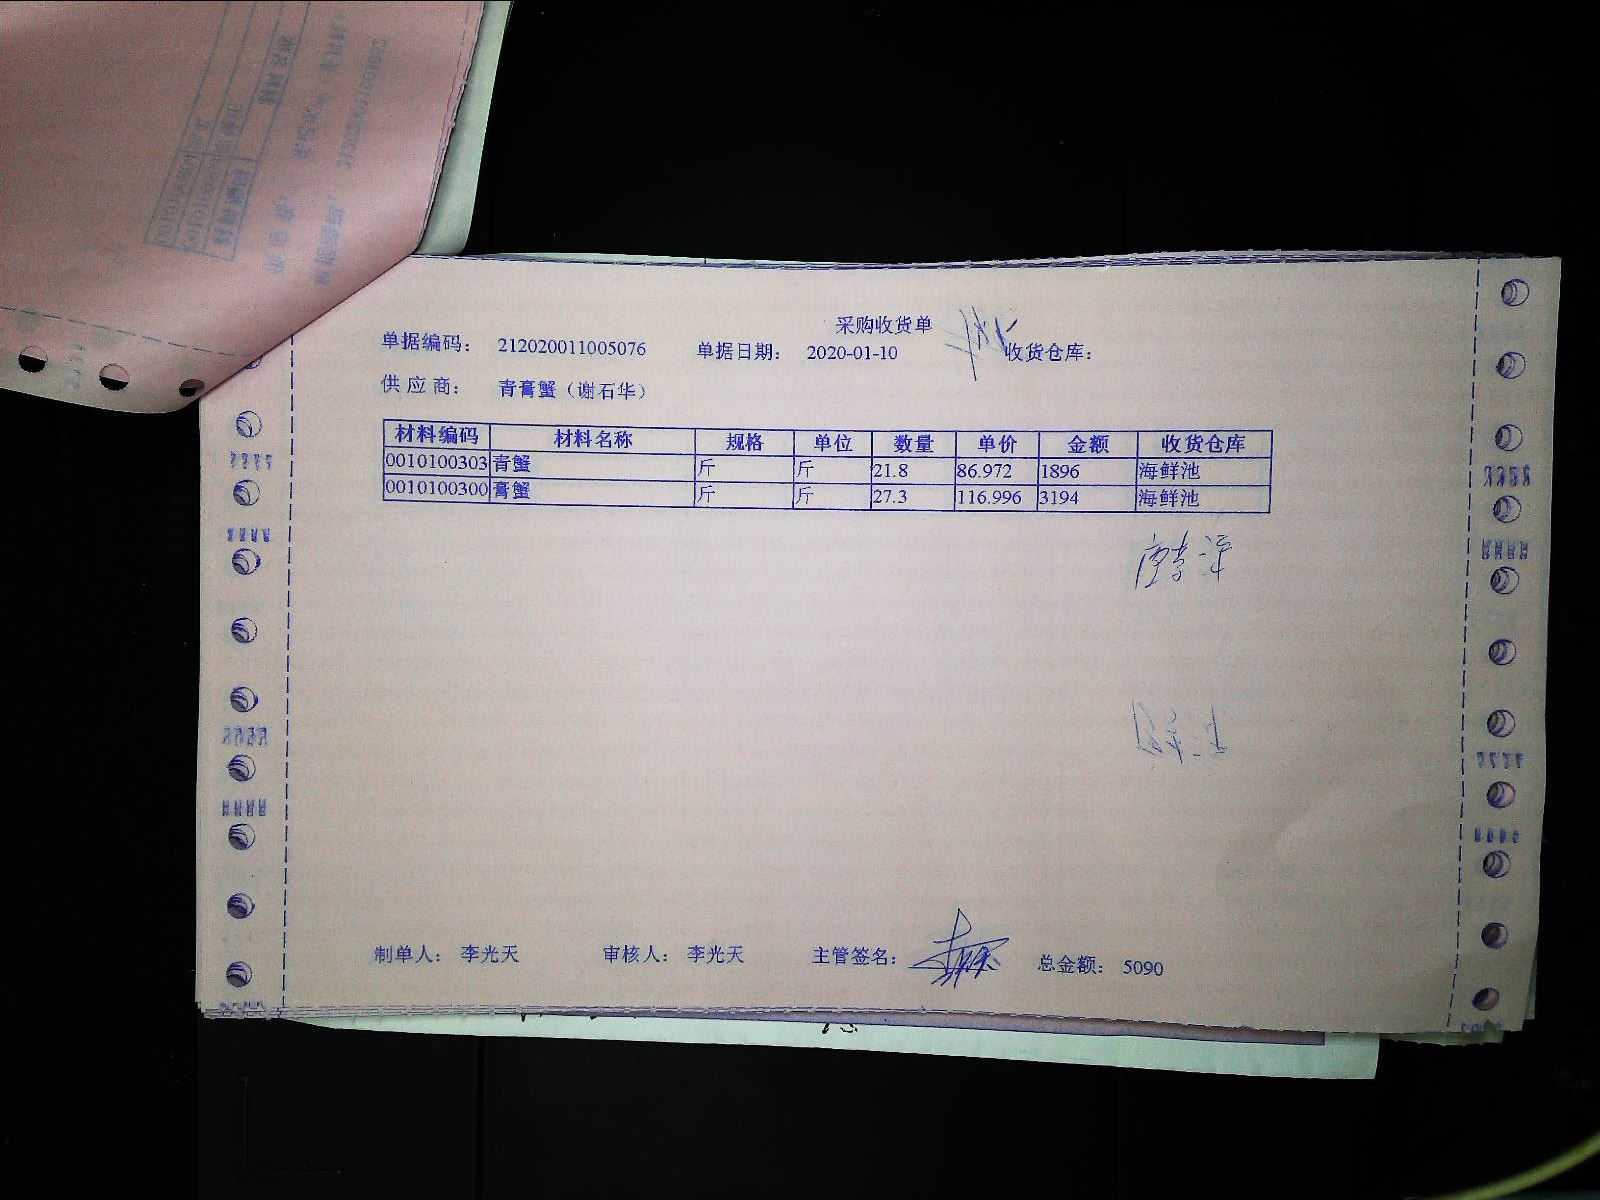 采购收货单
单据编码： 212020011005076 单据日期： 2020-01-10 收货仓库：
供应商： 青膏蟹（谢石华）
材料编码 材料名称 规格 单位 数量 单价 金额 收货仓库
0010100303 青蟹 斤 斤 21.8 86.972 1896 海鲜池
0010100300 膏蟹 斤 斤 27.3 116.996 3194 海鲜池
制单人： 李光天 审核人： 李光天 主管签名： 总金额： 5090